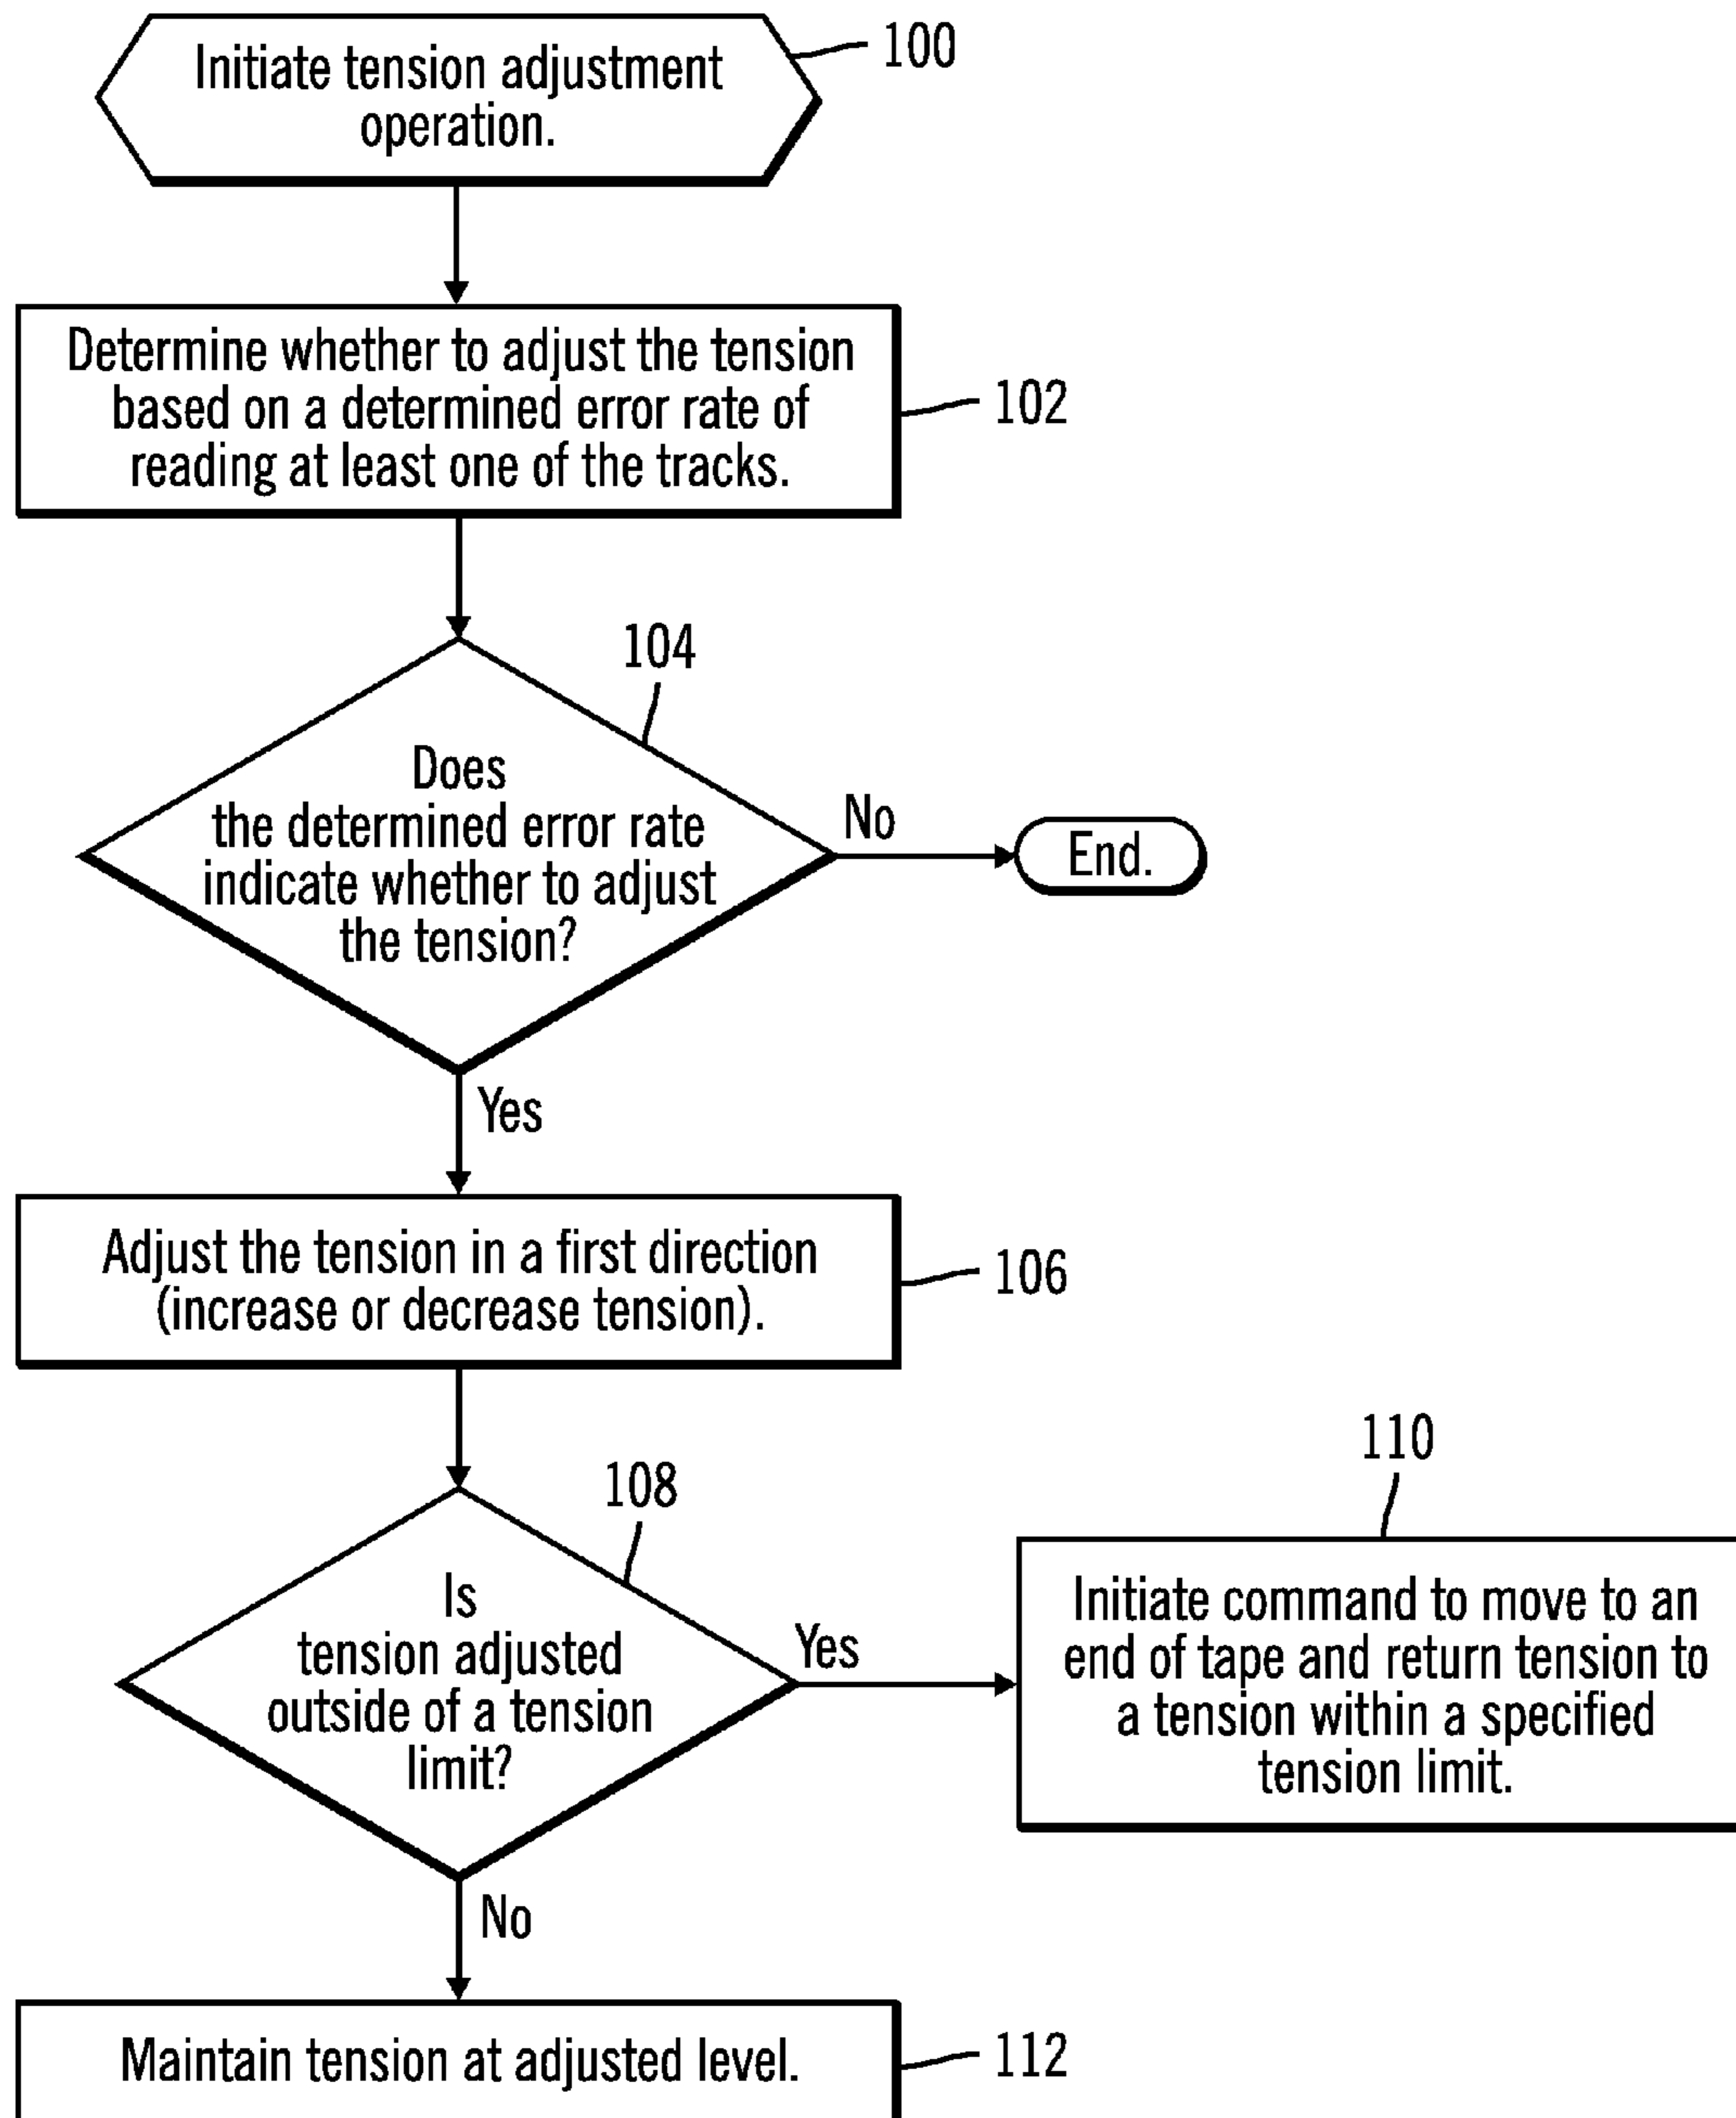 Initiate tension adjustment
operation.
100
Determine whether to adjust the tension
based on a determined error rate of
reading at least one of the tracks.
102
104
Does
the determined error rate
indicate whether to adjust
the tension?
No
End.
Yes
Adjust the tension in a first direction
(increase or decrease tension).
106
108
Is
tension adjusted
outside of a tension
limit?
Yes
110
Initiate command to move to an
end of tape and return tension to
a tension within a specified
tension limit.
No
Maintain tension at adjusted level.
112